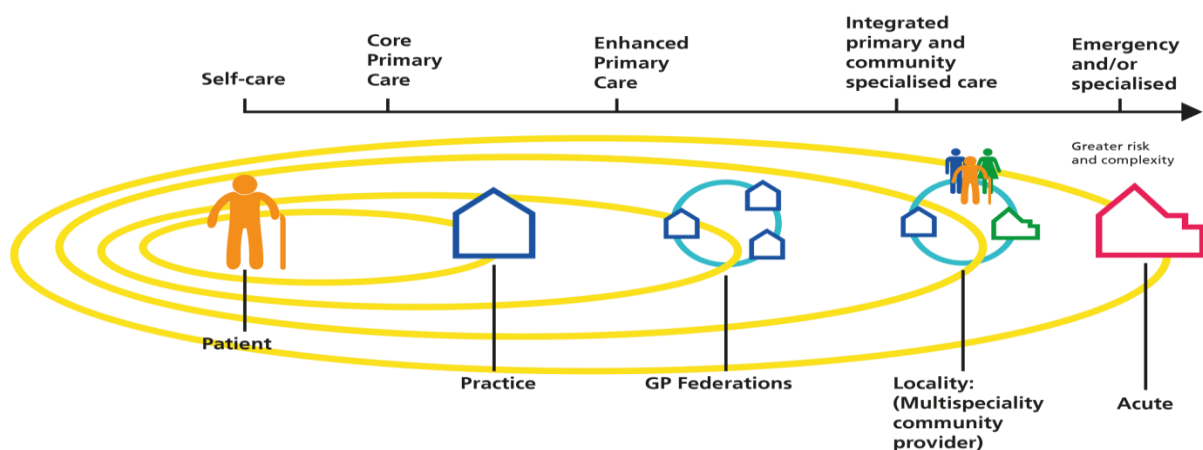 Self-care
Core
Primary
Care
Enhanced
Primary
Care
Integrated
primary and
community
specialised care
Emergency
and/or
specialised
Greater risk
and complexity
Patient
Practice
GP Federations
Locality:
(Multispeciality
community
provider)
Acute